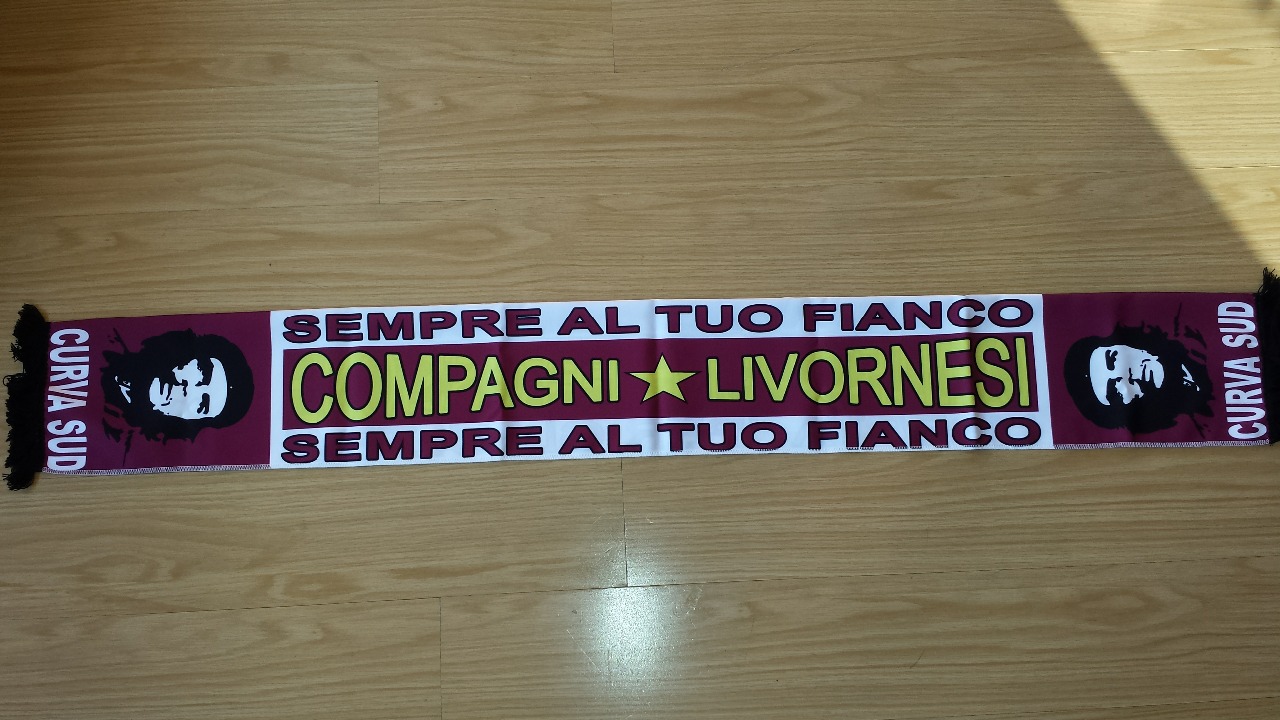 CURVA SUD
SEMPRE AL TUO FIANCO
COMPAGNI ★ LIVORNESI
SEMPRE AL TUO FIANCO
CURVA SUD